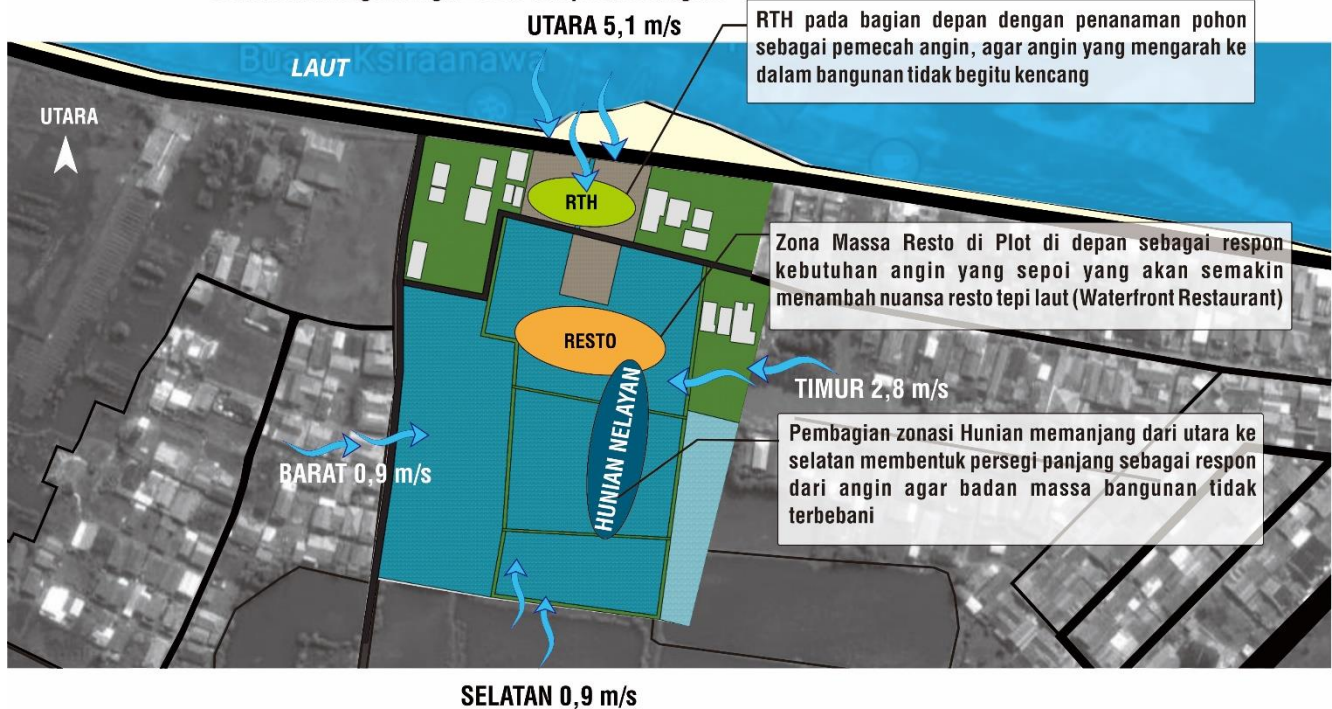 UTARA 5,1 m/s
RTH pada bagian depan dengan penanaman pohon
sebagai pemecah angin, agar angin yang mengarah ke
dalam bangunan tidak begitu kencang
LAUT
UTARA
RTH
Zona Massa Resto di Plot di depan sebagai respon
kebutuhan angin yang sepoi yang akan semakin
menambah nuansa resto tepi laut (Waterfront Restaurant)
RESTO
TIMUR 2,8 m/s
HUNIAN NELAYAN
BARAT 0,9 m/s
Pembagian zonasi Hunian memanjang dari utara ke
selatan membentuk persegi panjang sebagai respon
dari angin agar badan massa bangunan tidak
terbebani
SELATAN 0,9 m/s